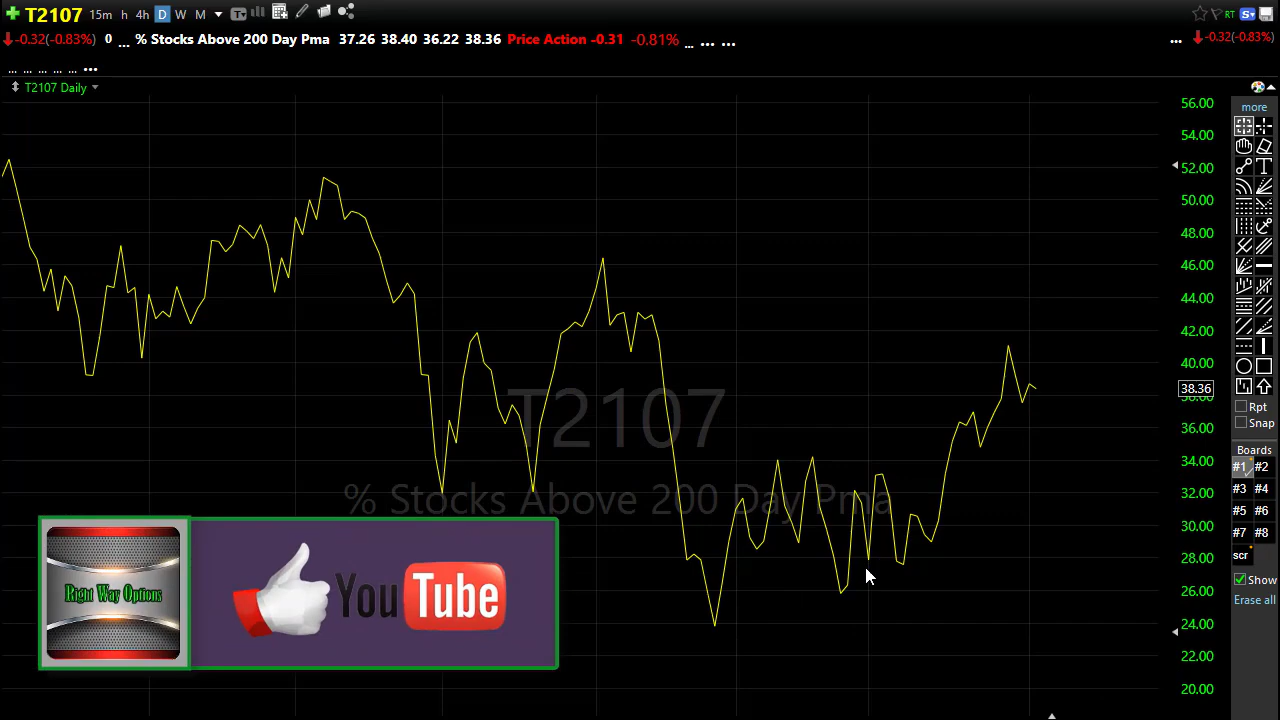 T2107 15m h 4h D W M
RT
-0.32(-0.83%) 0 ... % Stocks Above 200 Day Pma 37.26 38.40 36.22 38.36 Price Action -0.31 -0.81% ... ... ...
... -0.32(-0.83%)
... ... ... ... ... ...
T2107 Daily
more
56.00
54.00
52.00
50.00
48.00
46.00
44.00
42.00
40.00
38.36
38.00
36.00
34.00
32.00
30.00
28.00
26.00
24.00
22.00
20.00
T2107
% Stocks Above 200 Day Pma
Rpt
Snap
Boards
#1 #2
#3 #4
#5 #6
#7 #8
scr
Show
Erase all
Right Way Options
YouTube